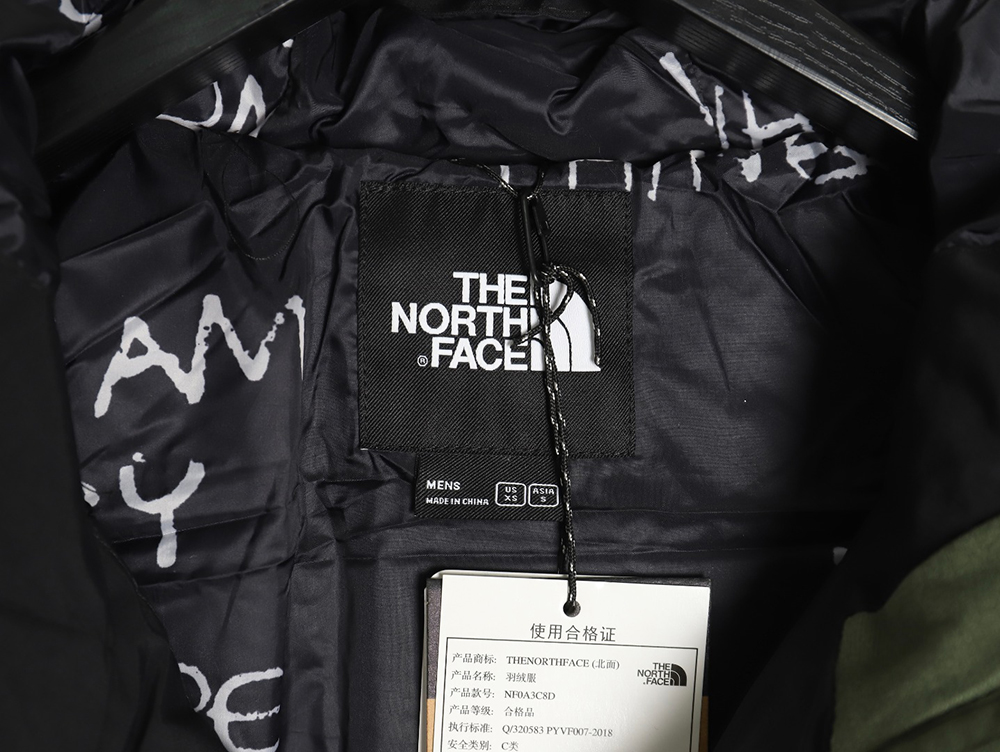 AM
Y
PE
THE
NORTH
® FACE
MENS
MADE IN CHINA
US
XS
ASIA
S
使用合格证
产品商标: THENORTHFACE (北面)
产品名称: 羽绒服
产品款号: NF0A3C8D
产品等级: 合格品
执行标准: Q/320583 PYVF007-2018
安全类别: C类
THE
NORTH
FACE